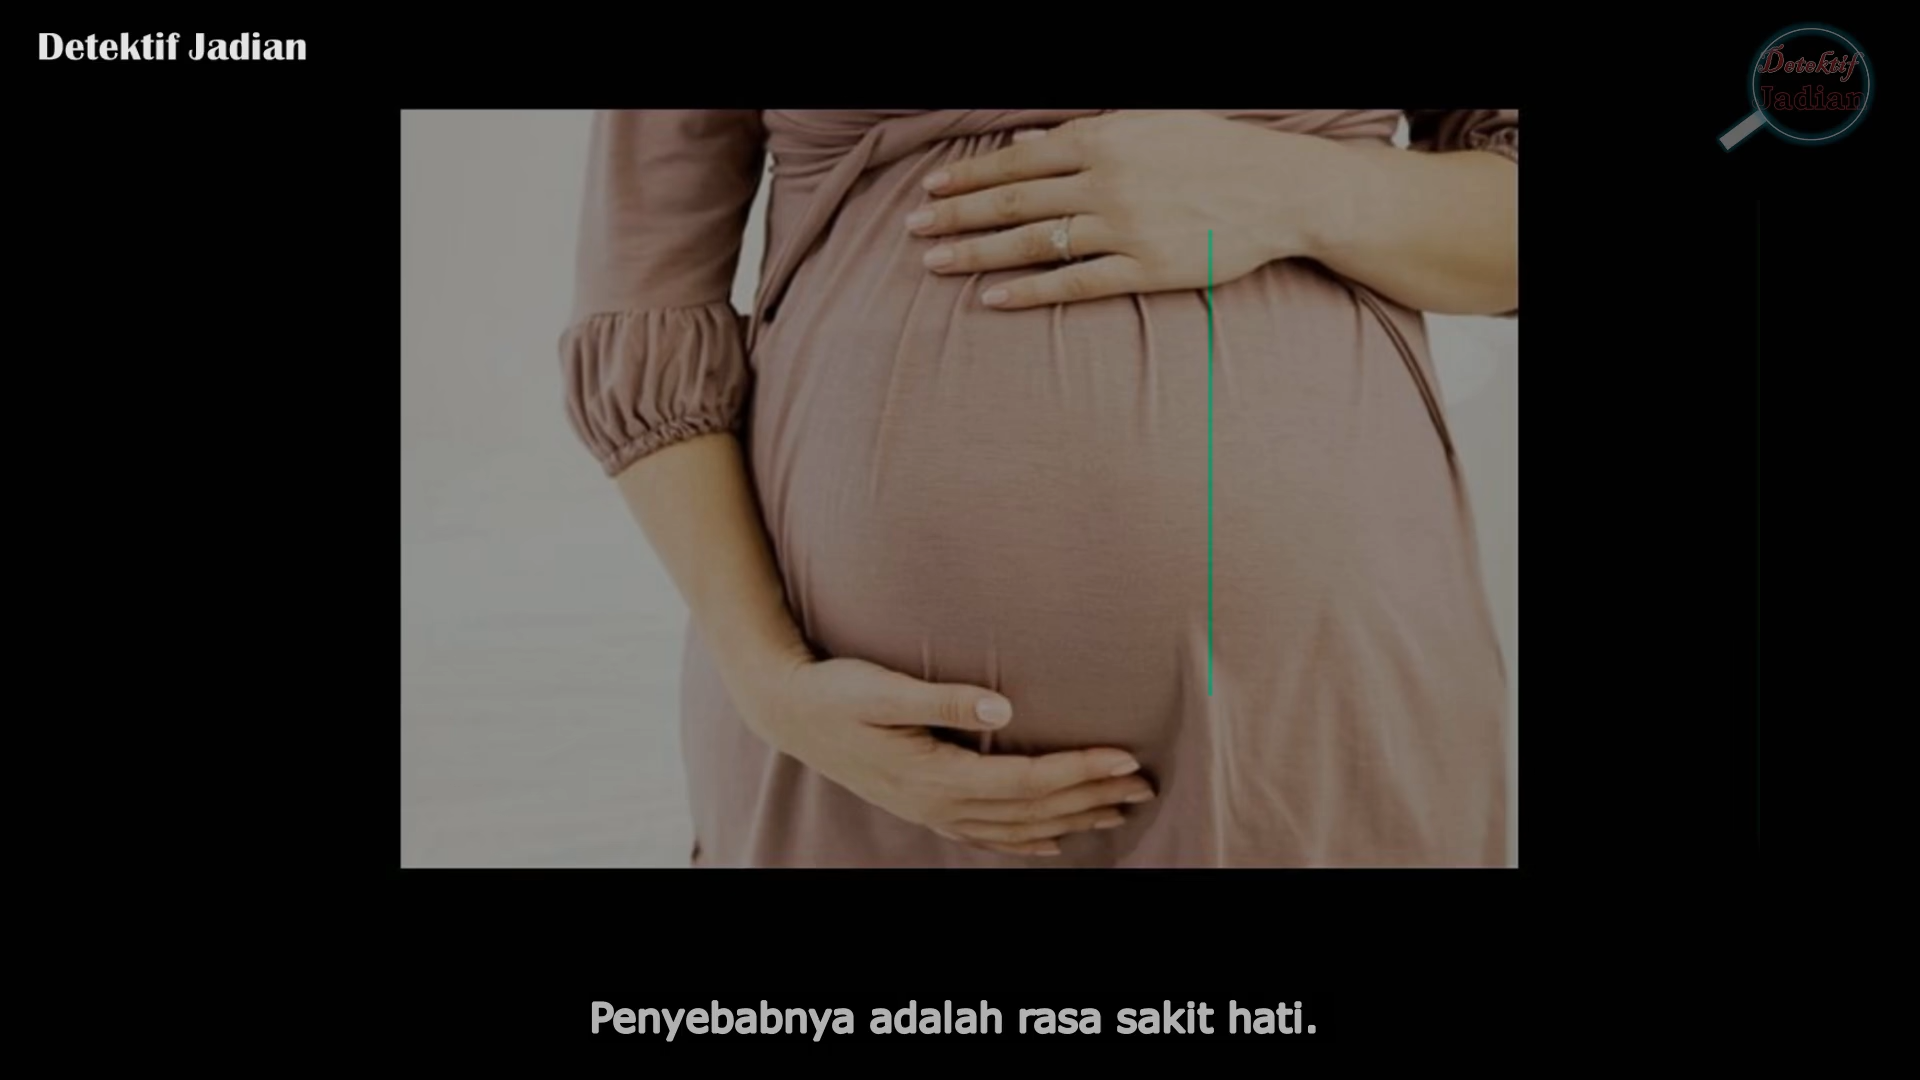 Detektif Jadian
Detektif
Jadian
Penyebabnya adalah rasa sakit hati.